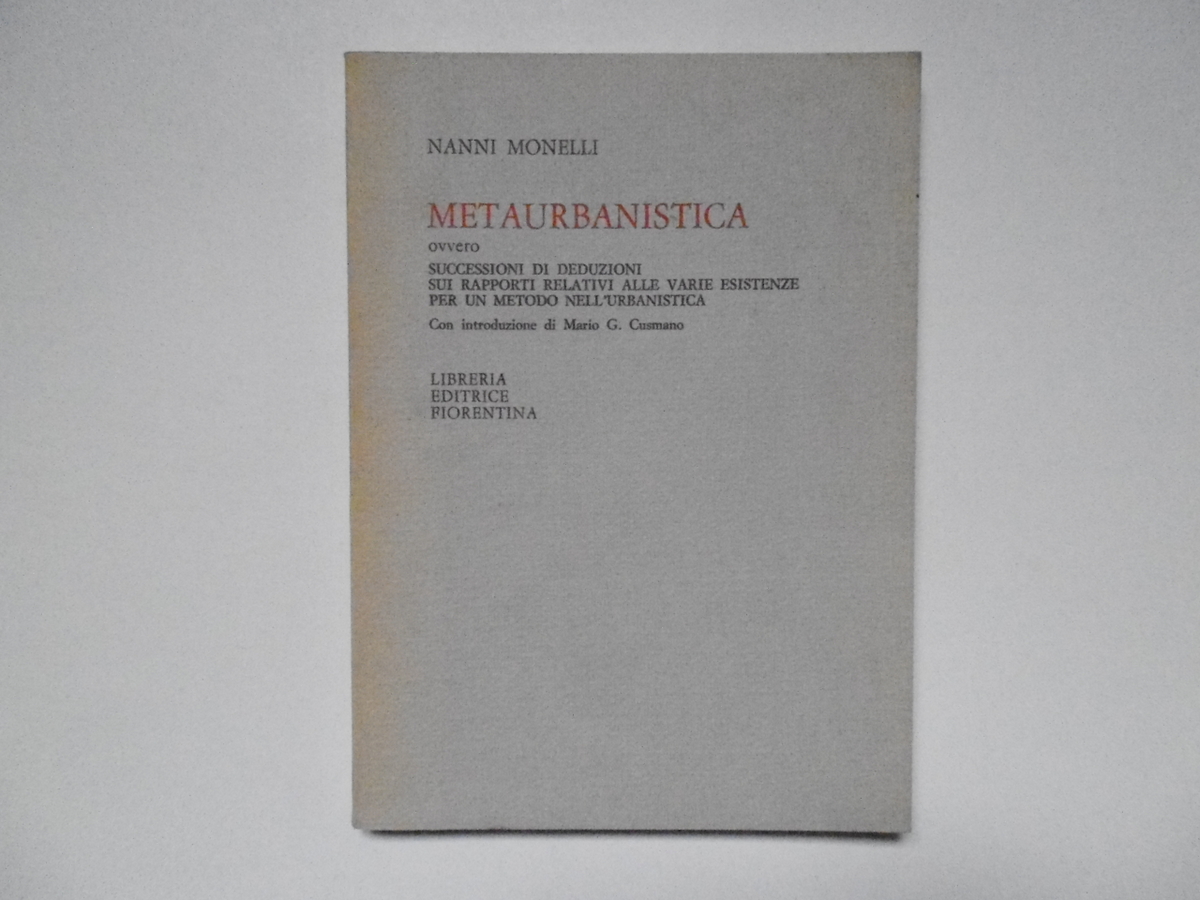 NANNI MONELLI
METAURBANISTICA
ovvero
SUCCESSIONI DI DEDUZIONI
SUI RAPPORTI RELATIVI ALLE VARIE ESISTENZE
PER UN METODO NELL'URBANISTICA
Con introduzione di Mario G. Cusmano
LIBRERIA
EDITRICE
FIORENTINA